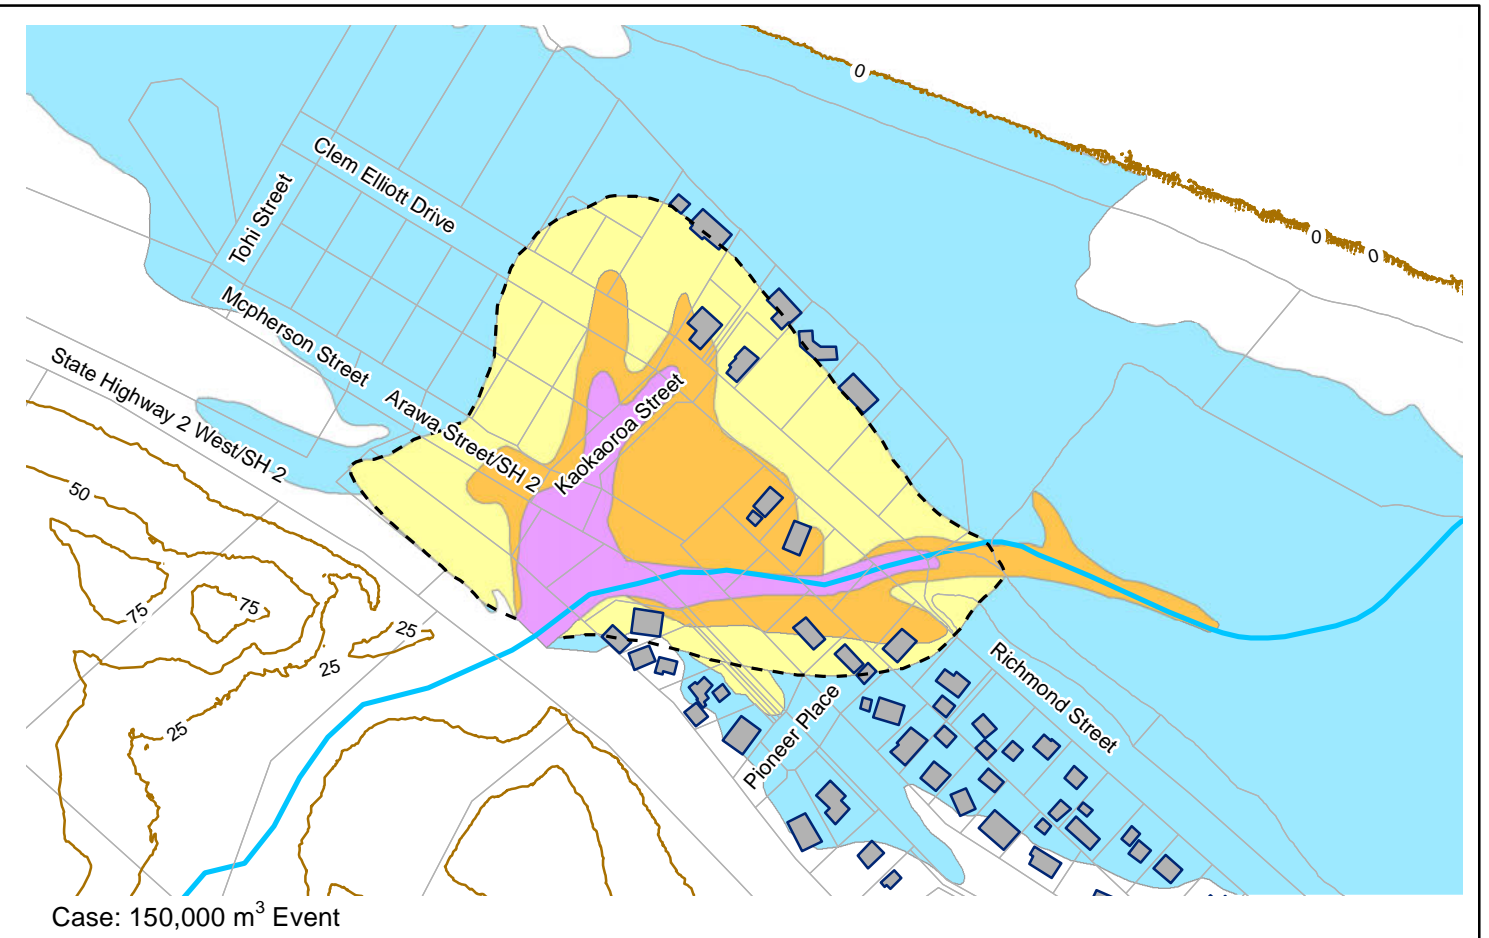 0
Clem Elliott Drive
Tohi Street
0
0
Mcpherson Street
State Highway 2 West/SH 2
Arawa Street/SH 2
Kaokaoroa Street
50
75
75
25
25
25
Richmond Street
Pioneer Place
Case: 150,000 m³ Event